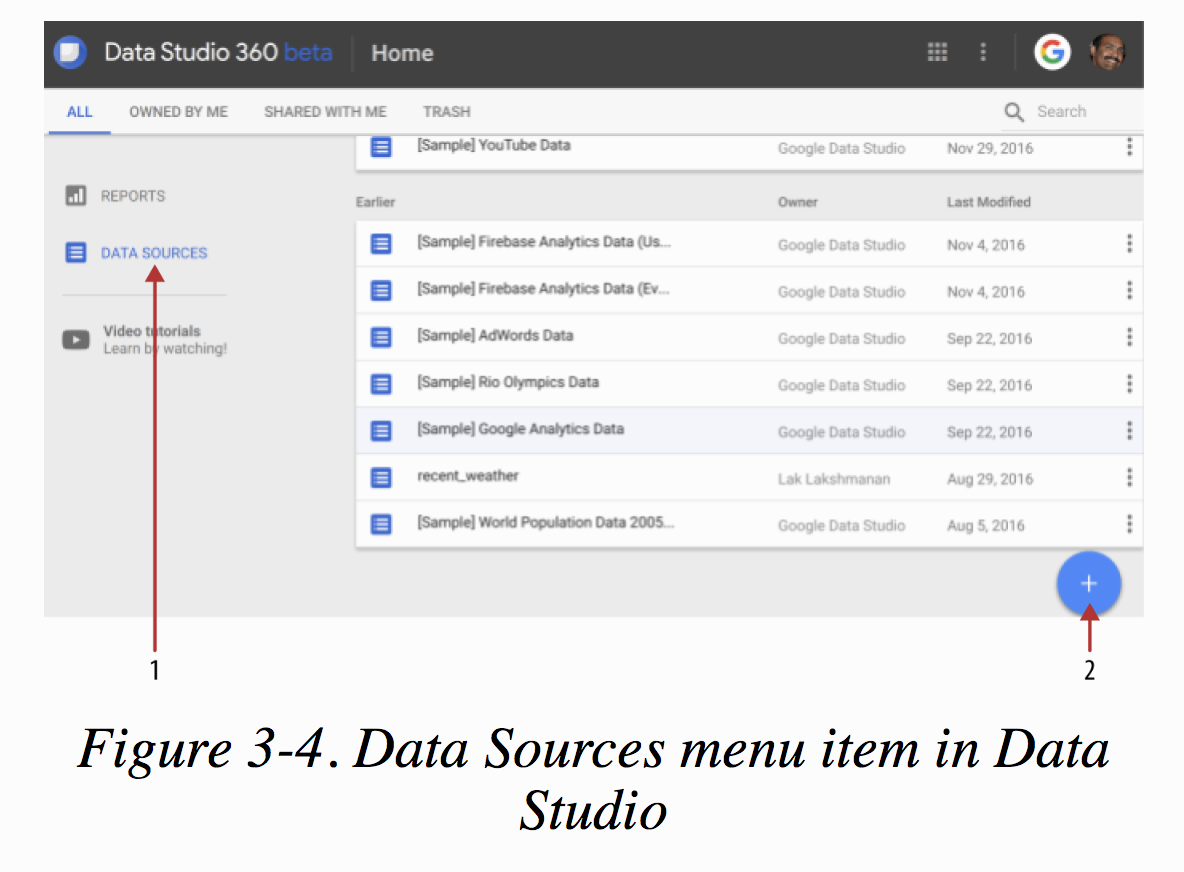 Data Studio 360 beta Home
ALL OWNED BY ME SHARED WITH ME TRASH Search
[Sample] YouTube Data Google Data Studio Nov 29, 2016
REPORTS
Earlier Owner Last Modified
[Sample] Firebase Analytics Data (Us... Google Data Studio Nov 4, 2016
DATA SOURCES
[Sample] Firebase Analytics Data (Ev... Google Data Studio Nov 4, 2016
Video tutorials
Learn by watching!
[Sample] AdWords Data Google Data Studio Sep 22, 2016
[Sample] Rio Olympics Data Google Data Studio Sep 22, 2016
[Sample] Google Analytics Data Google Data Studio Sep 22, 2016
recent_weather Lak Lakshmanan Aug 29, 2016
[Sample] World Population Data 2005... Google Data Studio Aug 5, 2016
+
1 2
Figure 3-4. Data Sources menu item in Data
Studio